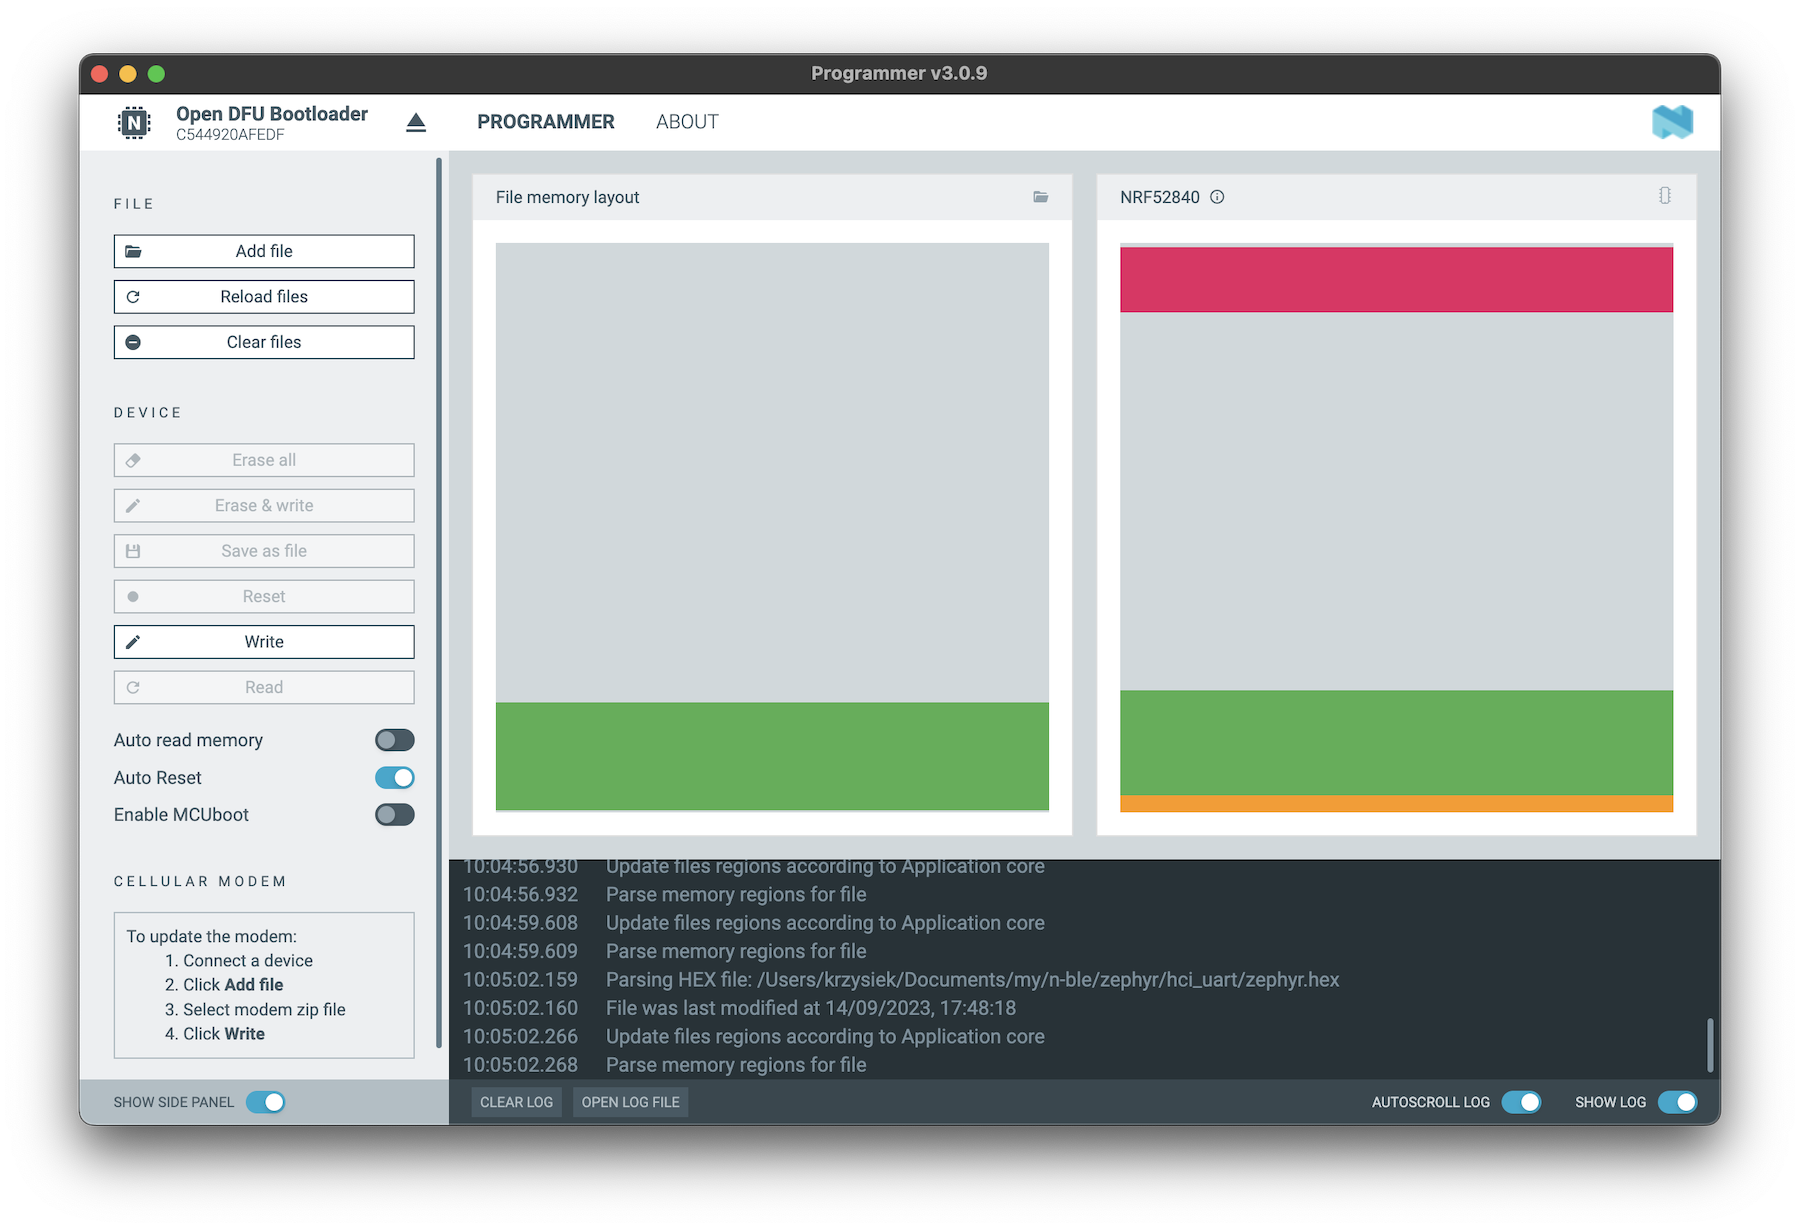 Programmer v3.0.9
N
Open DFU Bootloader
C544920AFEDF
PROGRAMMER
ABOUT
FILE
Add file
Reload files
Clear files
DEVICE
Erase all
Erase & write
Save as file
Reset
Write
Read
Auto read memory
Auto Reset
Enable MCUboot
CELLULAR MODEM
To update the modem:
1. Connect a device
2. Click Add file
3. Select modem zip file
4. Click Write
SHOW SIDE PANEL
File memory layout
NRF52840
10:04:56.930 Update files regions according to Application core
10:04:56.932 Parse memory regions for file
10:04:59.608 Update files regions according to Application core
10:04:59.609 Parse memory regions for file
10:05:02.159 Parsing HEX file: /Users/krzysiek/Documents/my/n-ble/zephyr/hci_uart/zephyr.hex
10:05:02.160 File was last modified at 14/09/2023, 17:48:18
10:05:02.266 Update files regions according to Application core
10:05:02.268 Parse memory regions for file
CLEAR LOG
OPEN LOG FILE
AUTOSCROLL LOG
SHOW LOG